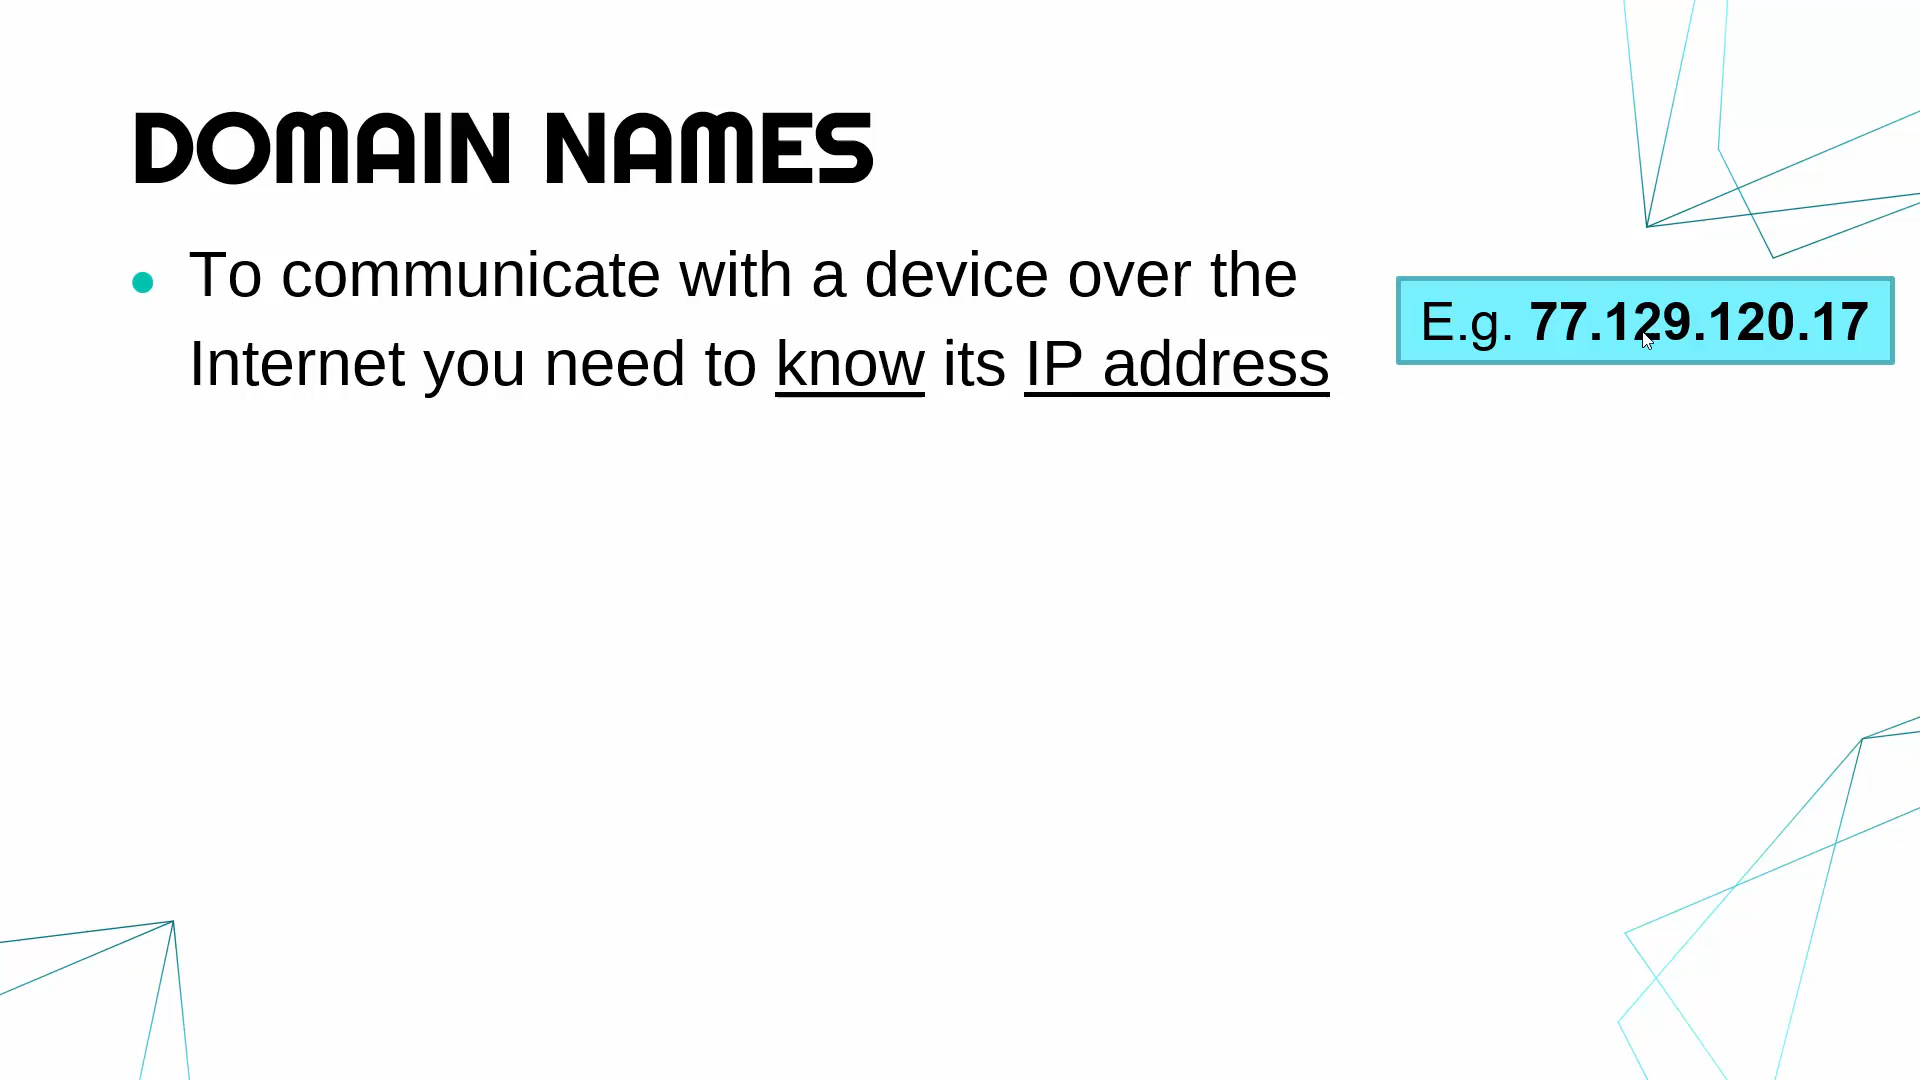 DOMAIN NAMES
To communicate with a device over the
Internet you need to know its IP address
E.g. 77.129.120.17